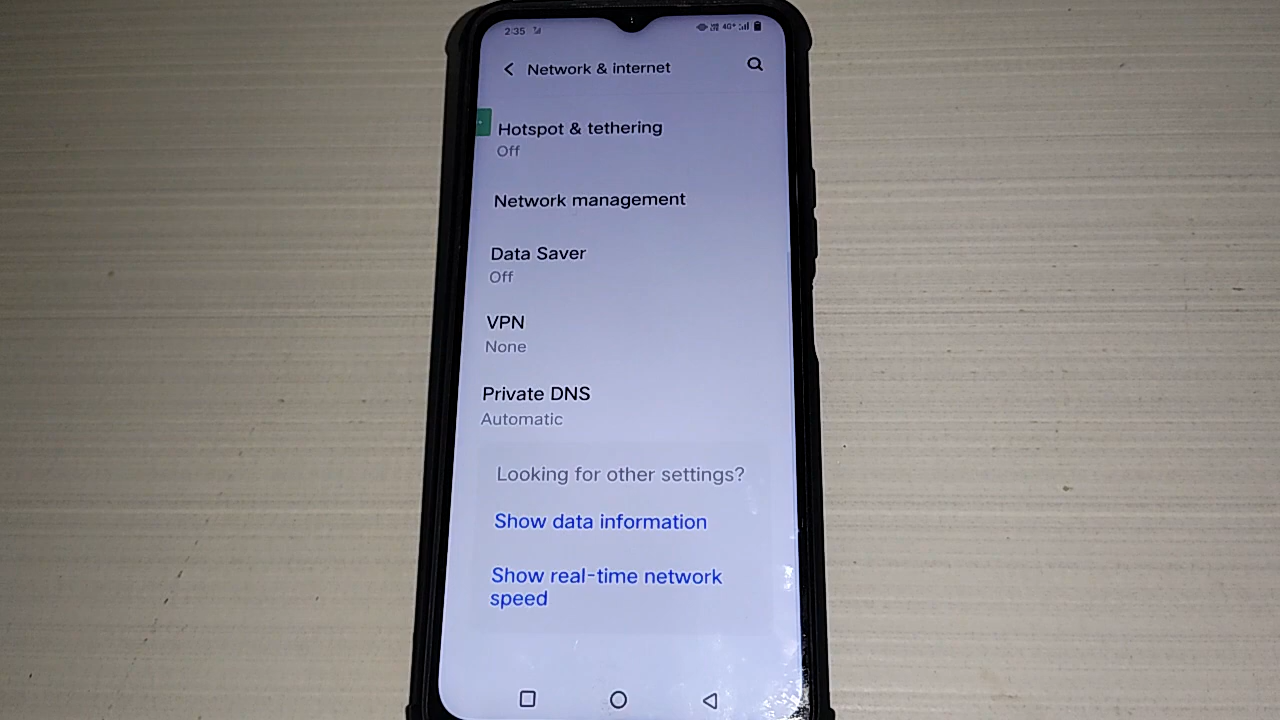 2:35 4G+
Network & internet
Hotspot & tethering
Off
Network management
Data Saver
Off
VPN
None
Private DNS
Automatic
Looking for other settings?
Show data information
Show real-time network
speed